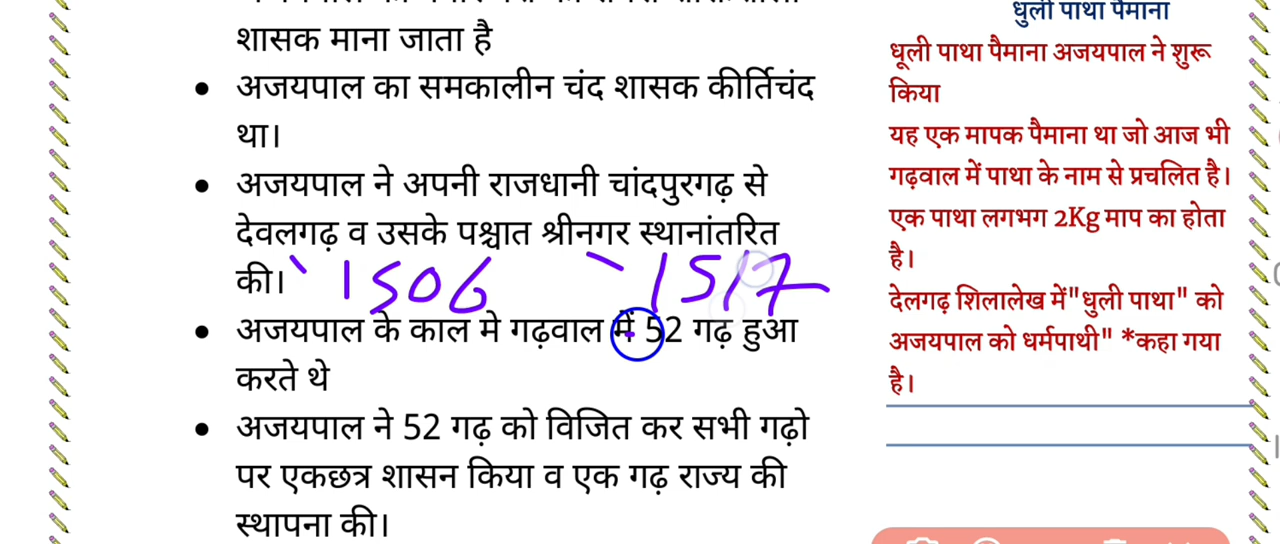 शासक माना जाता है
• अजयपाल का समकालीन चंद शासक कीर्तिचंद
था।
• अजयपाल ने अपनी राजधानी चांदपुरगढ़ से
देवलगढ़ व उसके पश्चात श्रीनगर स्थानांतरित
की। 1506 1517
• अजयपाल के काल मे गढ़वाल में 52 गढ़ हुआ
करते थे
• अजयपाल ने 52 गढ़ को विजित कर सभी गढ़ो
पर एकछत्र शासन किया व एक गढ़ राज्य की
स्थापना की।
धुली पाथा पैमाना
धूली पाथा पैमाना अजयपाल ने शुरू
किया
यह एक मापक पैमाना था जो आज भी
गढ़वाल में पाथा के नाम से प्रचलित है।
एक पाथा लगभग 2Kg माप का होता
है।
देलगढ़ शिलालेख में"धुली पाथा" को
अजयपाल को धर्मपाथी" *कहा गया
है।